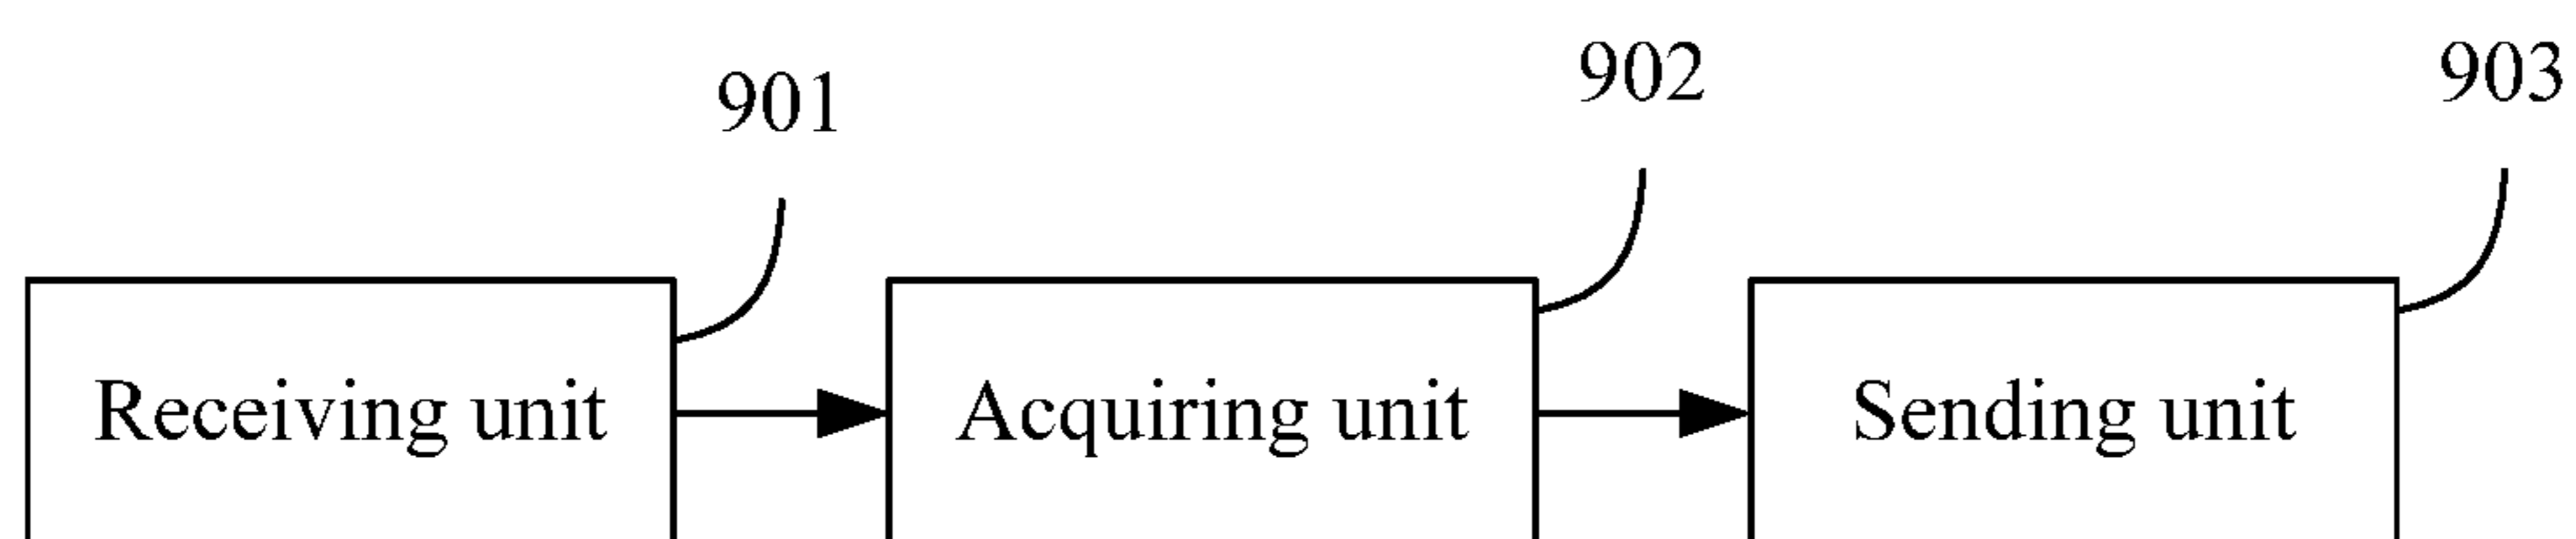 901
902
903
Receiving unit
Acquiring unit
Sending unit